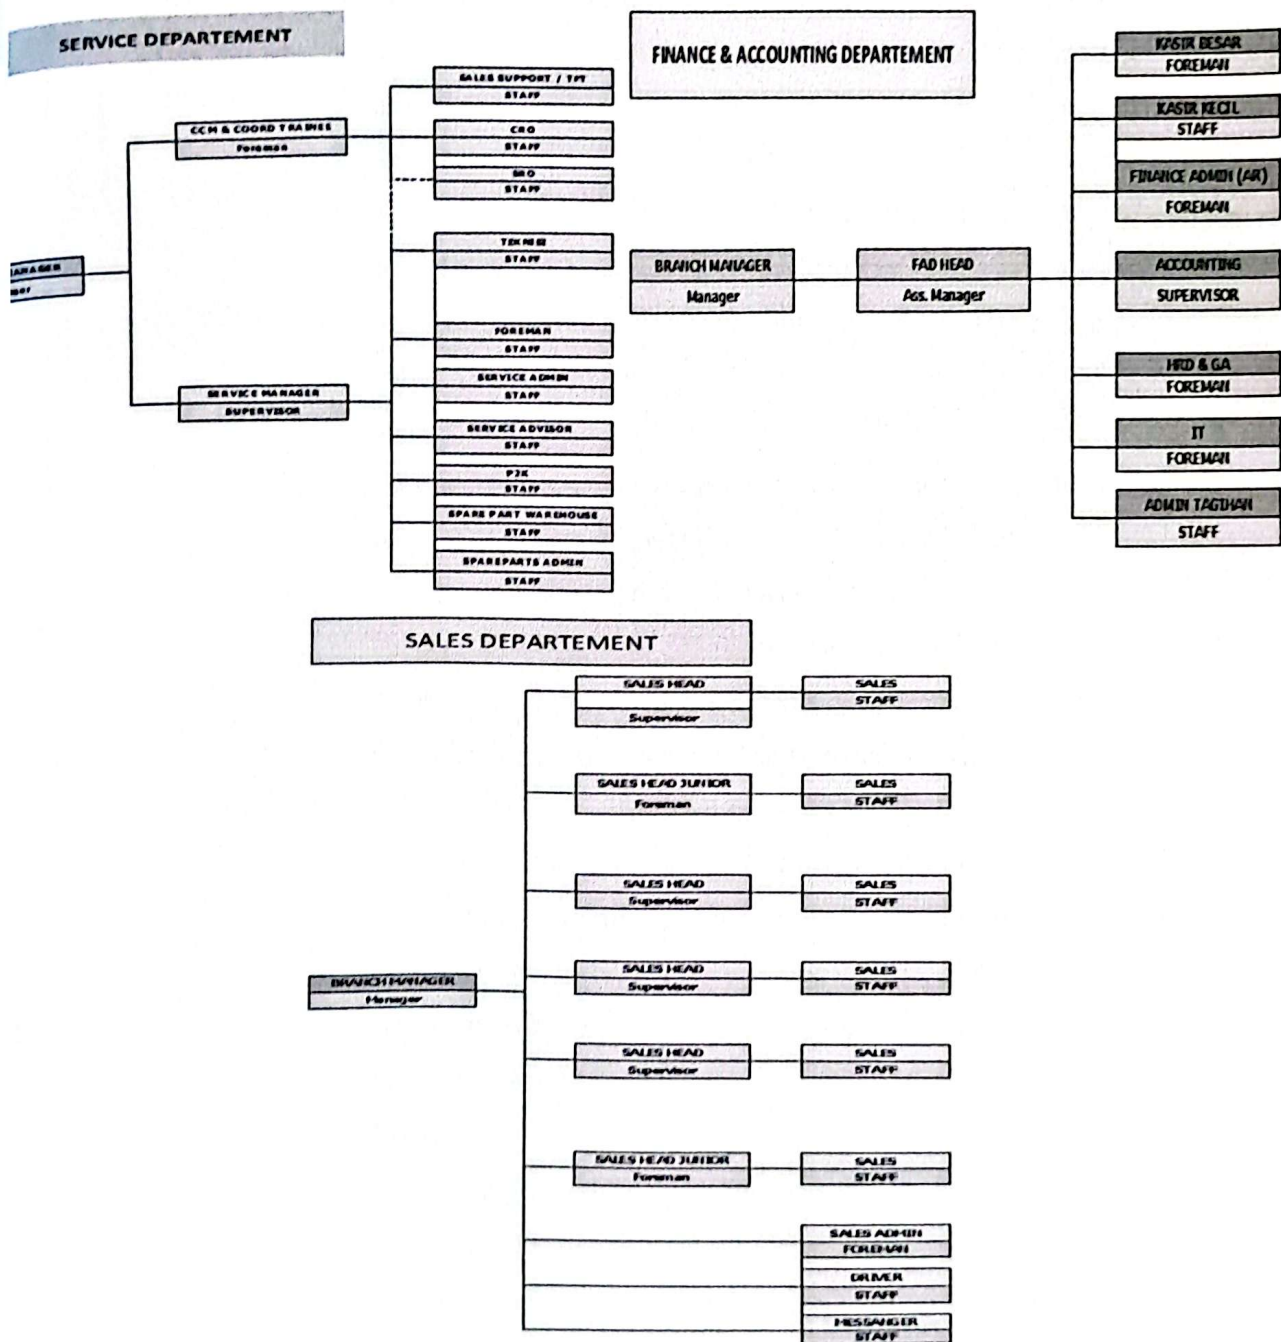 SERVICE DEPARTEMENT
SALES SUPPORT / TFT
STAFF
CCM & COORD TRAINEE
Foreman
CRO
STAFF
SRO
STAFF
TEKNISI
STAFF
FOREMAN
STAFF
SERVICE MANAGER
SUPERVISOR
SERVICE ADMIN
STAFF
SERVICE ADVISOR
STAFF
P2K
STAFF
SPARE PART WAREHOUSE
STAFF
SPAREPARTS ADMIN
STAFF
FINANCE & ACCOUNTING DEPARTEMENT
BRANCH MANAGER
Manager
FAD HEAD
Ass. Manager
KASIR BESAR
FOREMAN
KASIR KECIL
STAFF
FINANCE ADMIN (AR)
FOREMAN
ACCOUNTING
SUPERVISOR
HRD & GA
FOREMAN
IT
FOREMAN
ADMIN TAGIHAN
STAFF
SALES DEPARTEMENT
BRANCH MANAGER
Manager
SALES HEAD
Supervisor
SALES
STAFF
SALES HEAD JUNIOR
Foreman
SALES
STAFF
SALES HEAD
Supervisor
SALES
STAFF
SALES HEAD
Supervisor
SALES
STAFF
SALES HEAD
Supervisor
SALES
STAFF
SALES HEAD JUNIOR
Foreman
SALES
STAFF
SALES ADMIN
FOREMAN
DRIVER
STAFF
MESSANGER
STAFF